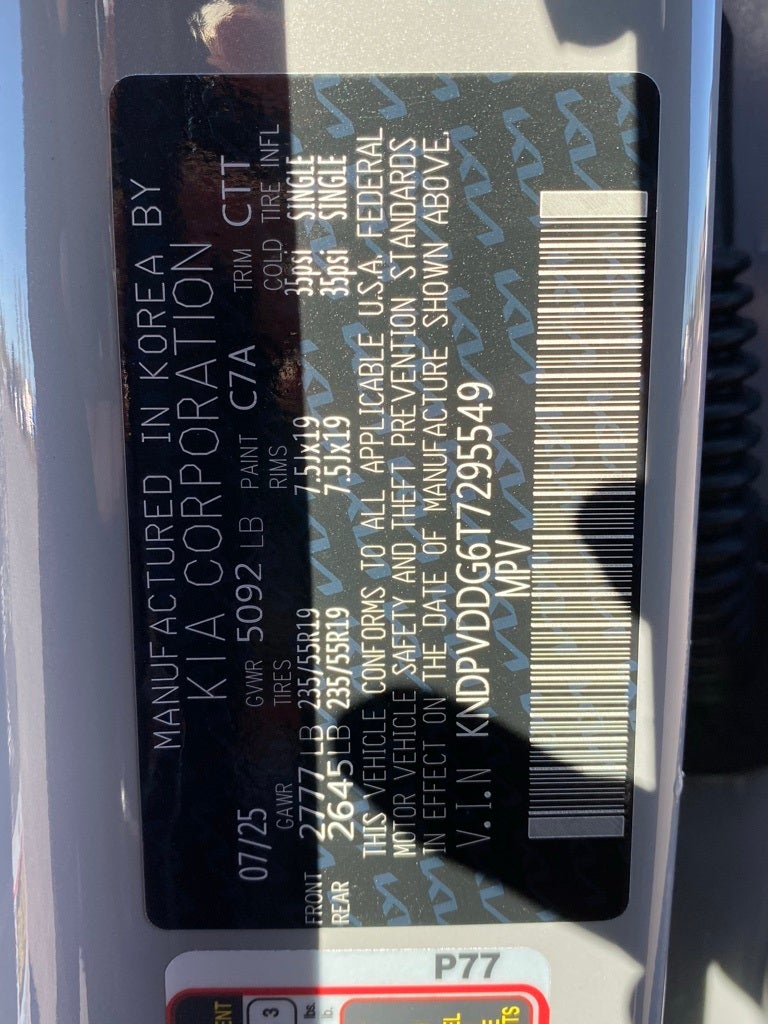 MANUFACTURED IN KOREA BY
KIA CORPORATION
07/25 GVWR 5092 LB PAINT C7A TRIM CTT
GAWR TIRES RIMS COLD TIRE INFL
FRONT 2777 LB 235/55R19 7.5Jx19 35psi SINGLE
REAR 2645LB 235/55R19 7.5Jx19 35psi SINGLE
THIS VEHICLE CONFORMS TO ALL APPLICABLE U.S.A. FEDERAL
MOTOR VEHICLE SAFETY AND THEFT PREVENTION STANDARDS
IN EFFECT ON THE DATE OF MANUFACTURE SHOWN ABOVE.
V.I.N KNDPVDDG6T7295549
MPV
P77
3